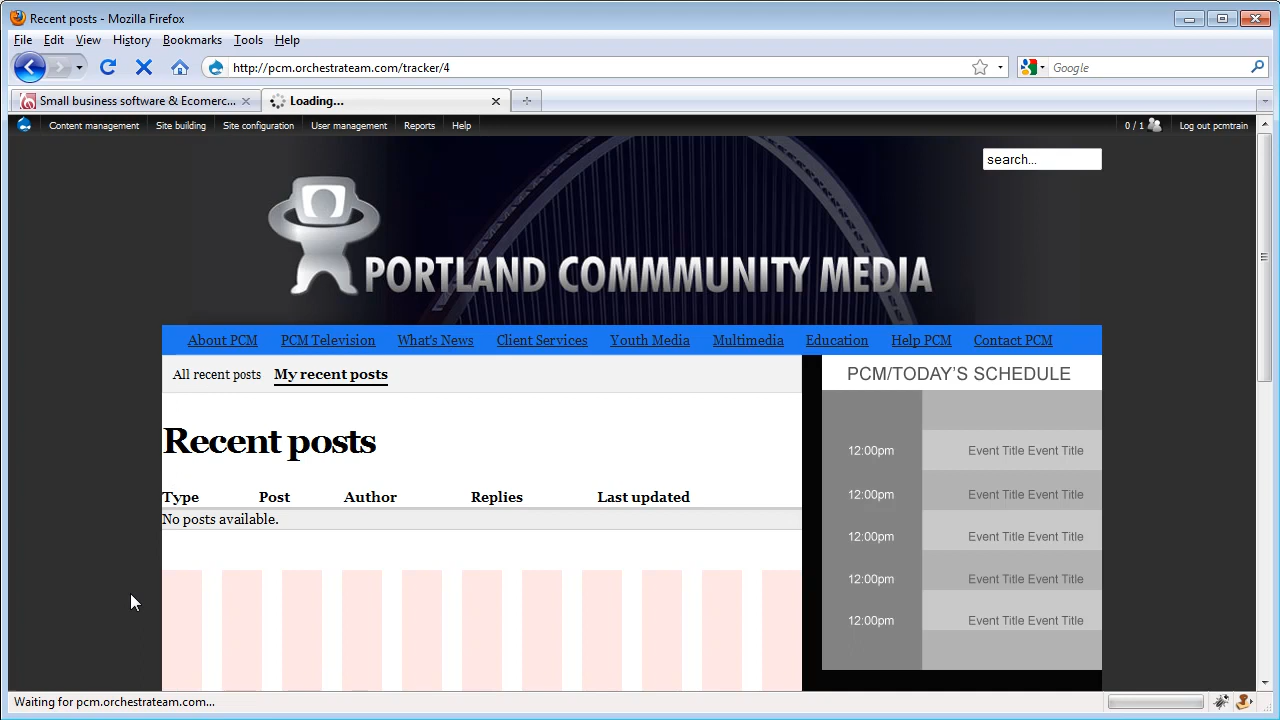 Recent posts - Mozilla Firefox
File Edit View History Bookmarks Tools Help
http://pcm.orchestrateam.com/tracker/4
Google
Small business software & Ecomerc...
Loading...
Content management Site building Site configuration User management Reports Help
0 / 1
Log out pcmtrain
search...
PORTLAND COMMMUNITY MEDIA
About PCM PCM Television What's News Client Services Youth Media Multimedia Education Help PCM Contact PCM
All recent posts My recent posts
PCM/TODAY'S SCHEDULE
Recent posts
12:00pm Event Title Event Title
Type Post Author Replies Last updated
12:00pm Event Title Event Title
No posts available.
12:00pm Event Title Event Title
12:00pm Event Title Event Title
12:00pm Event Title Event Title
Waiting for pcm.orchestrateam.com...